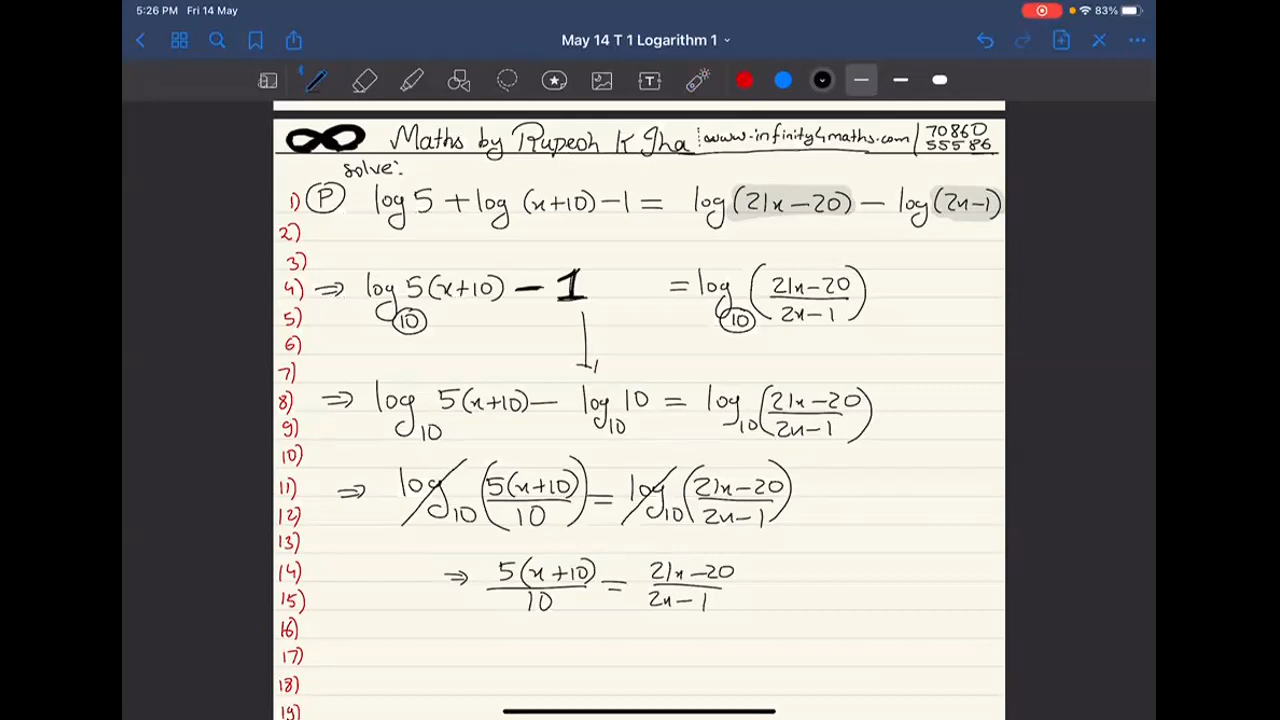 5:26 PM Fri 14 May 83%
May 14 T 1 Logarithm 1
∞ Maths by Rupesh K Jha www.infinity4maths.com / 70860 55586
solve:
1) (P) log 5 + log (x+10) - 1 = log (21x-20) - log (2x-1)
2)
3)
4) ⇒ log₁₀ 5(x+10) - 1 = log₁₀ ((21x-20)/(2x-1))
5)
6)
7)
8) ⇒ log₁₀ 5(x+10) - log₁₀ 10 = log₁₀ ((21x-20)/(2x-1))
9)
10)
11) ⇒ log₁₀ (5(x+10)/10) = log₁₀ ((21x-20)/(2x-1))
12)
13)
14) ⇒ 5(x+10)/10 = (21x-20)/(2x-1)
15)
16)
17)
18)
19)